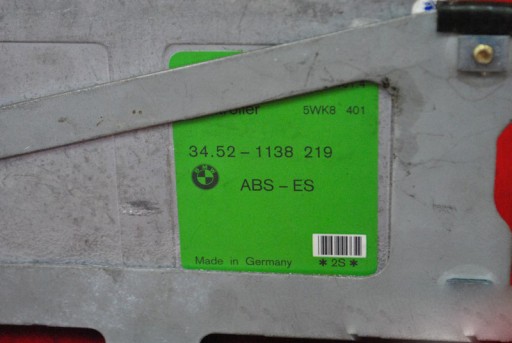 5WK8 401
34.52-1138 219
ABS-ES
Made in Germany
* 2S *